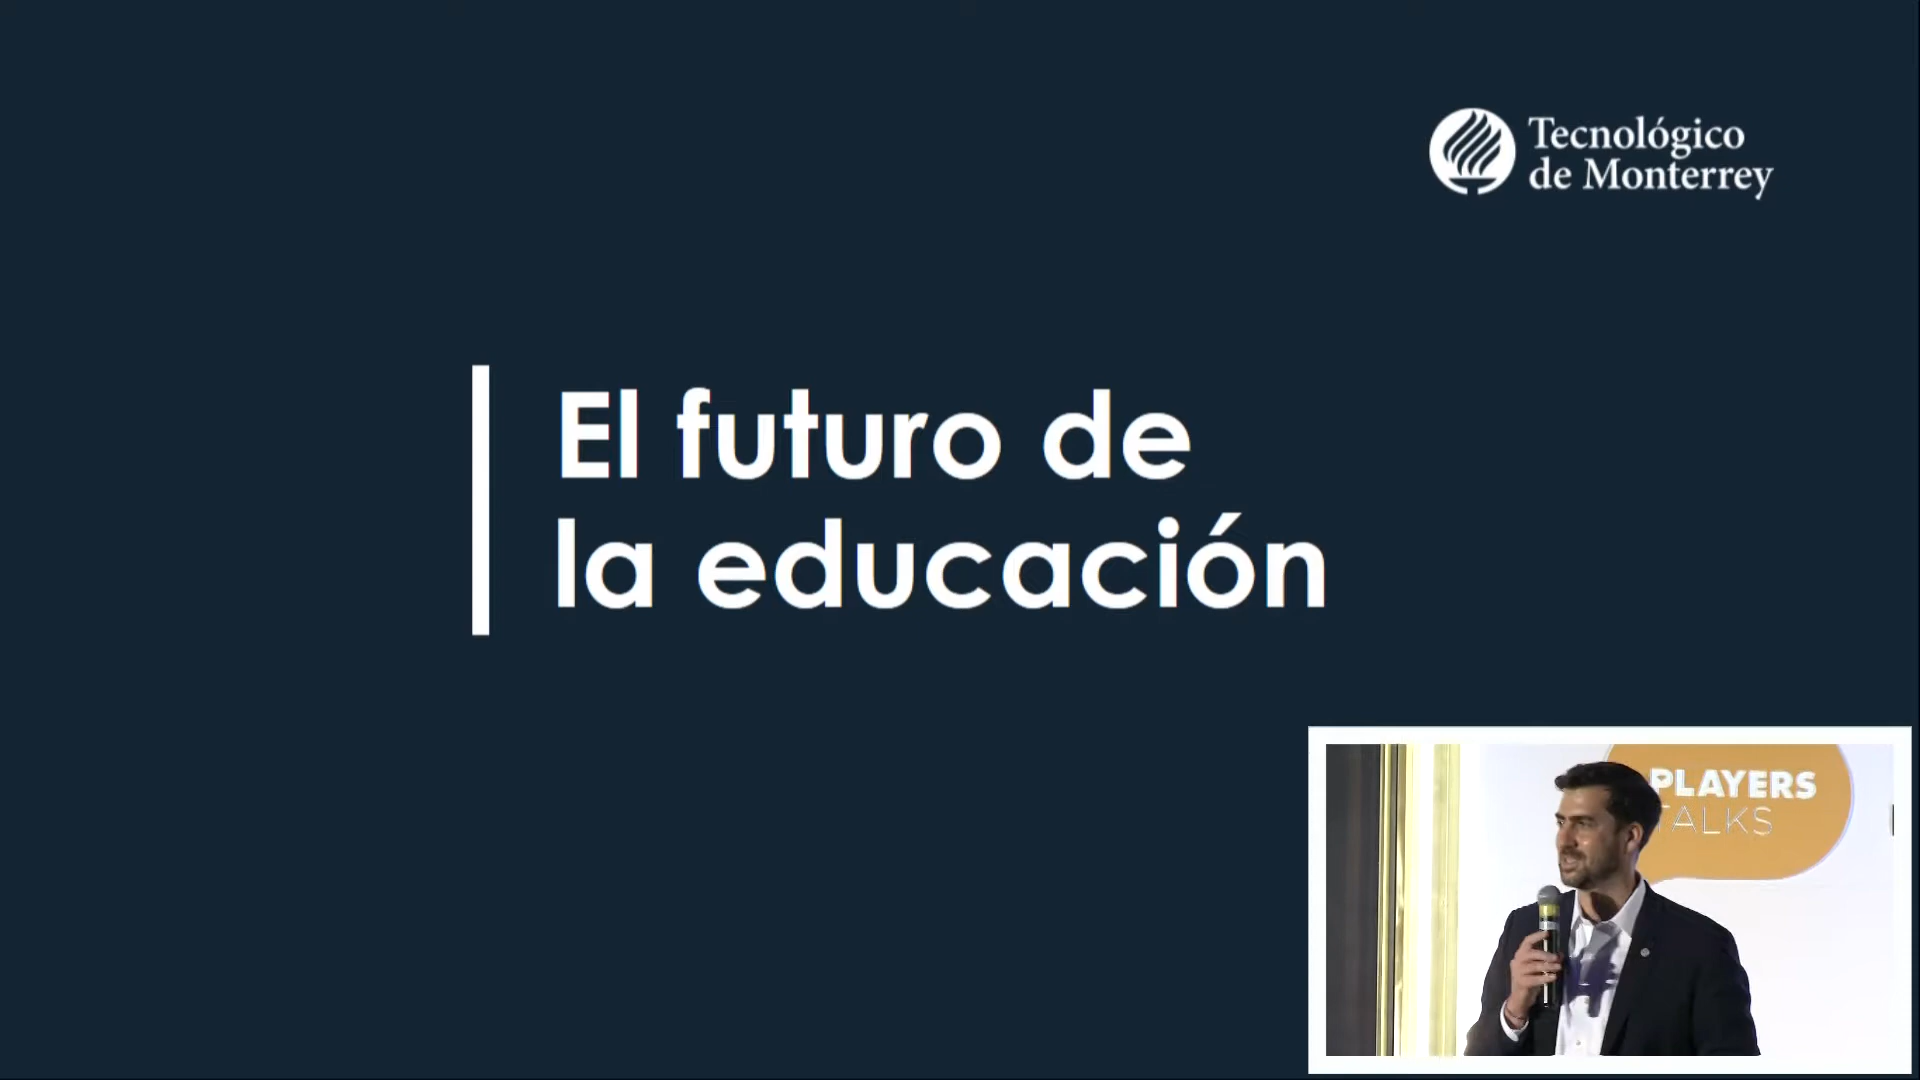 Tecnológico
de Monterrey
El futuro de
la educación
PLAYERS
TALKS